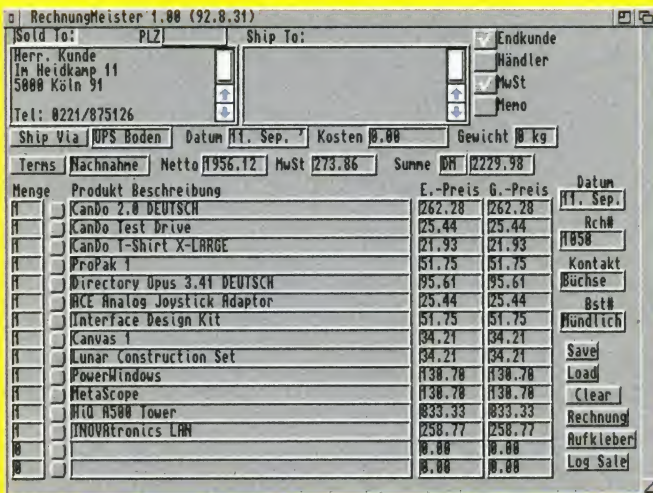 RechnungMeister 1.00 (92.8.31)
Sold To: PLZ Ship To: Endkunde
Herr. Kunde Händler
Im Heidkamp 11 MwSt
5000 Köln 91 Memo
Tel: 0221/875126
Ship Via UPS Boden Datum 11. Sep. ' Kosten 0.00 Gewicht 0 kg
Terms Nachnahme Netto 1956.12 MwSt 273.86 Summe DM 2229.98
Menge Produkt Beschreibung E.-Preis G.-Preis Datum
1 CanDo 2.0 DEUTSCH 262.28 262.28 11. Sep.
1 CanDo Test Drive 25.44 25.44 Rch#
1 CanDo T-Shirt X-LARGE 21.93 21.93 1058
1 ProPak 1 51.75 51.75 Kontakt
1 Directory Opus 3.41 DEUTSCH 95.61 95.61 Büchse
1 ACE Analog Joystick Adaptor 25.44 25.44 Bst#
1 Interface Design Kit 51.75 51.75 Mündlich
1 Canvas 1 34.21 34.21
1 Lunar Construction Set 34.21 34.21 Save
1 PowerWindows 130.70 130.70 Load
1 MetaScope 130.70 130.70 Clear
1 HiQ A500 Tower 833.33 833.33 Rechnung
1 INOVAtronics LAN 258.77 258.77 Aufkleber
0 0.00 0.00
0 0.00 0.00 Log Sale